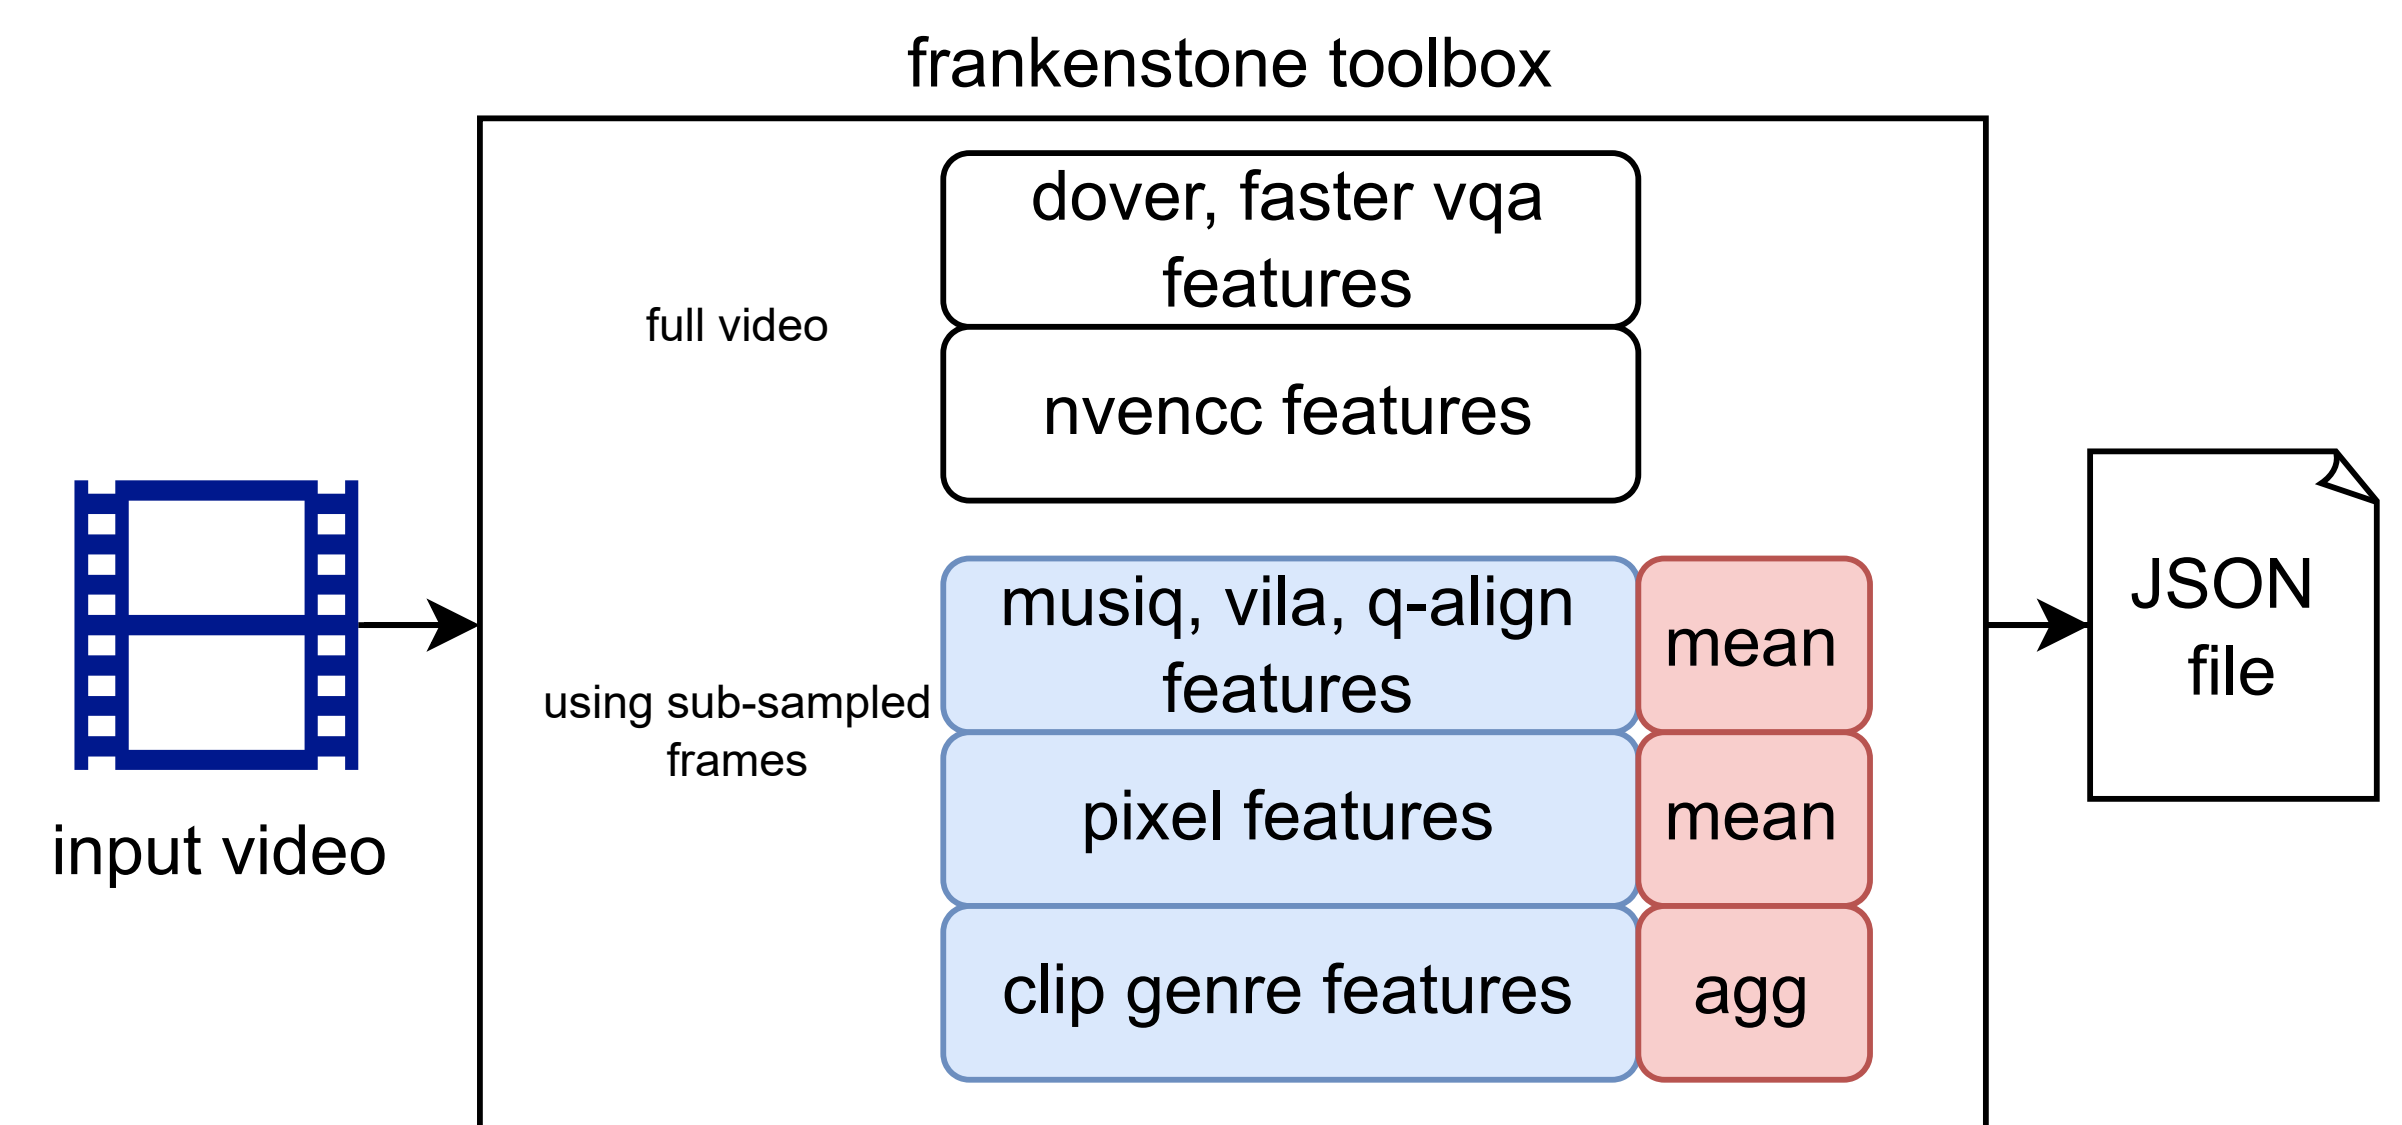 frankenstone toolbox
dover, faster vqa
features
full video
nvencc features
musiq, vila, q-align
features
mean
using sub-sampled
frames
pixel features
mean
clip genre features
agg
input video
JSON
file